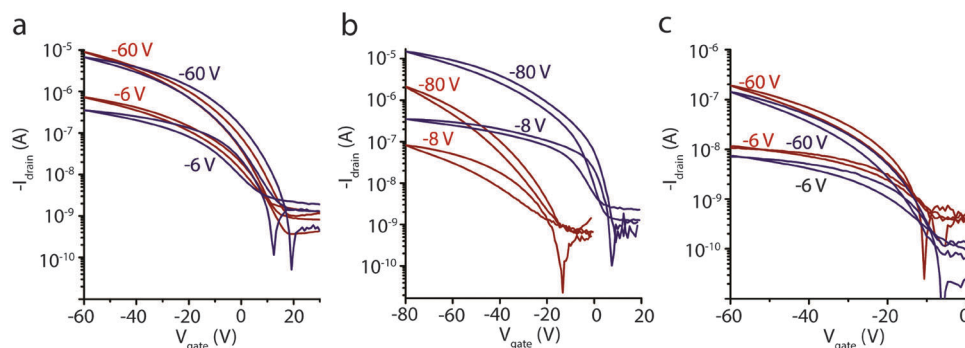 a
-60 V
-60 V
-6 V
-6 V
10⁻⁵
10⁻⁶
10⁻⁷
10⁻⁸
10⁻⁹
10⁻¹⁰
-I_drain (A)
-60 -40 -20 0 20
V_gate (V)
b
-80 V
-80 V
-8 V
-8 V
10⁻⁵
10⁻⁶
10⁻⁷
10⁻⁸
10⁻⁹
10⁻¹⁰
-I_drain (A)
-80 -60 -40 -20 0 20
V_gate (V)
c
-60 V
-6 V
-60 V
-6 V
10⁻⁶
10⁻⁷
10⁻⁸
10⁻⁹
10⁻¹⁰
-I_drain (A)
-60 -40 -20 0
V_gate (V)